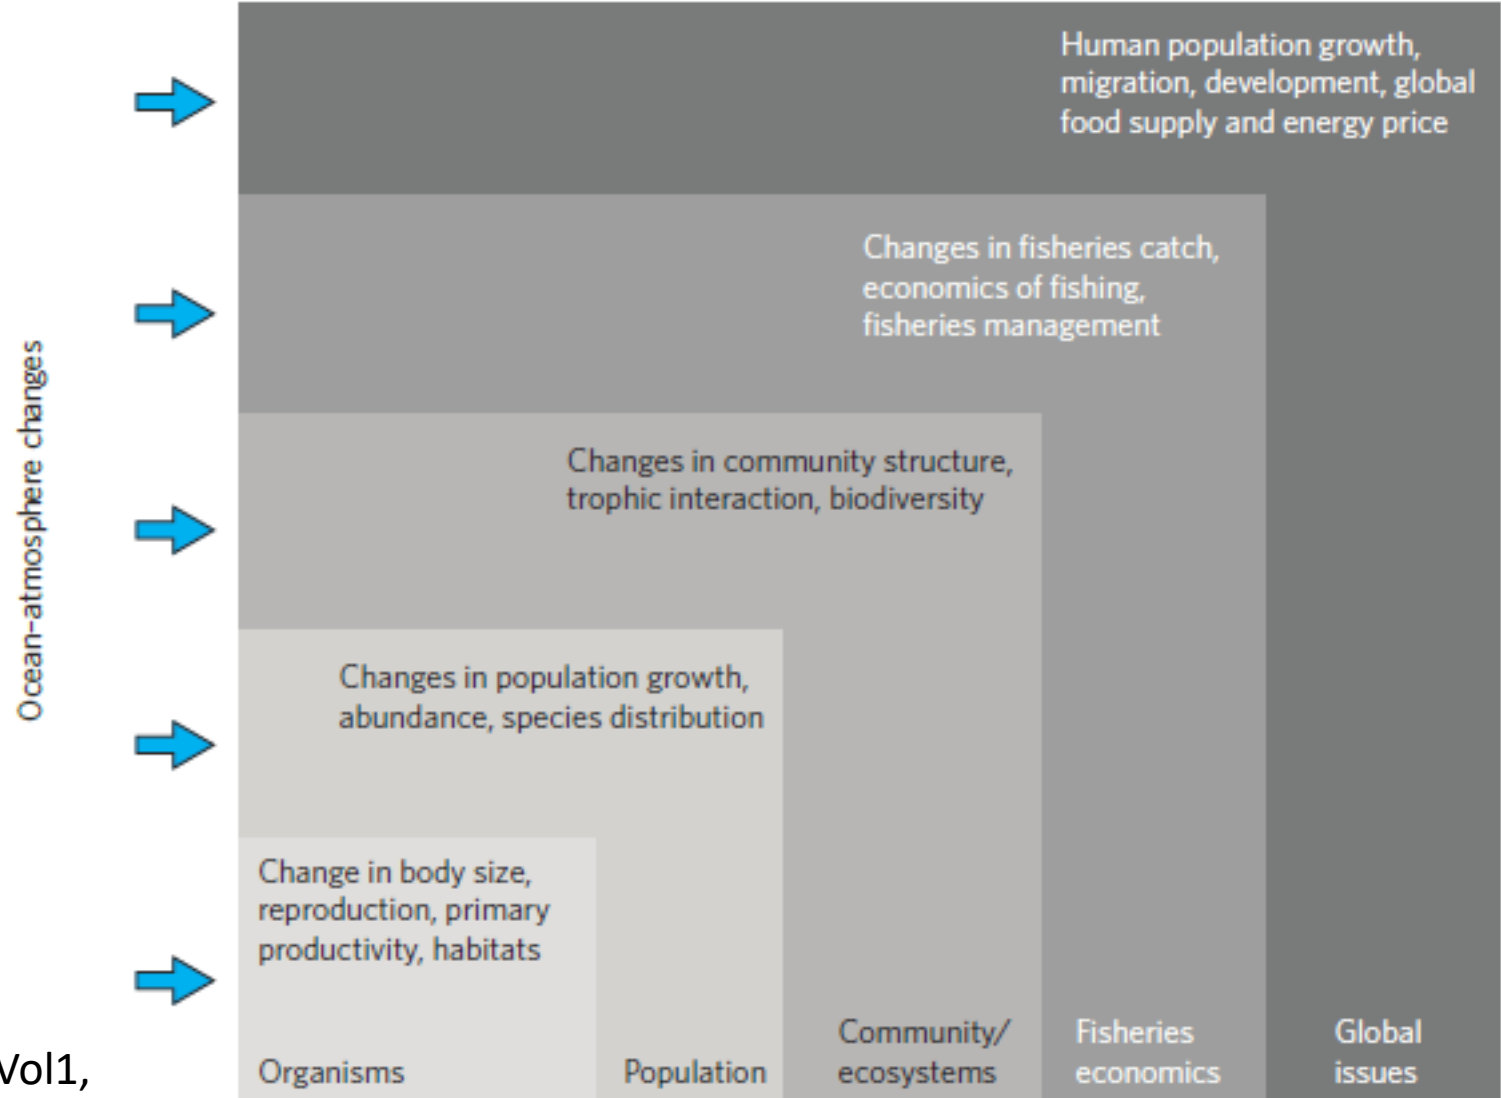 Human population growth,
migration, development, global
food supply and energy price
Changes in fisheries catch,
economics of fishing,
fisheries management
Ocean–atmosphere changes
Changes in community structure,
trophic interaction, biodiversity
Changes in population growth,
abundance, species distribution
Change in body size,
reproduction, primary
productivity, habitats
Organisms
Population
Community/
ecosystems
Fisheries
economics
Global
issues
Vol1,